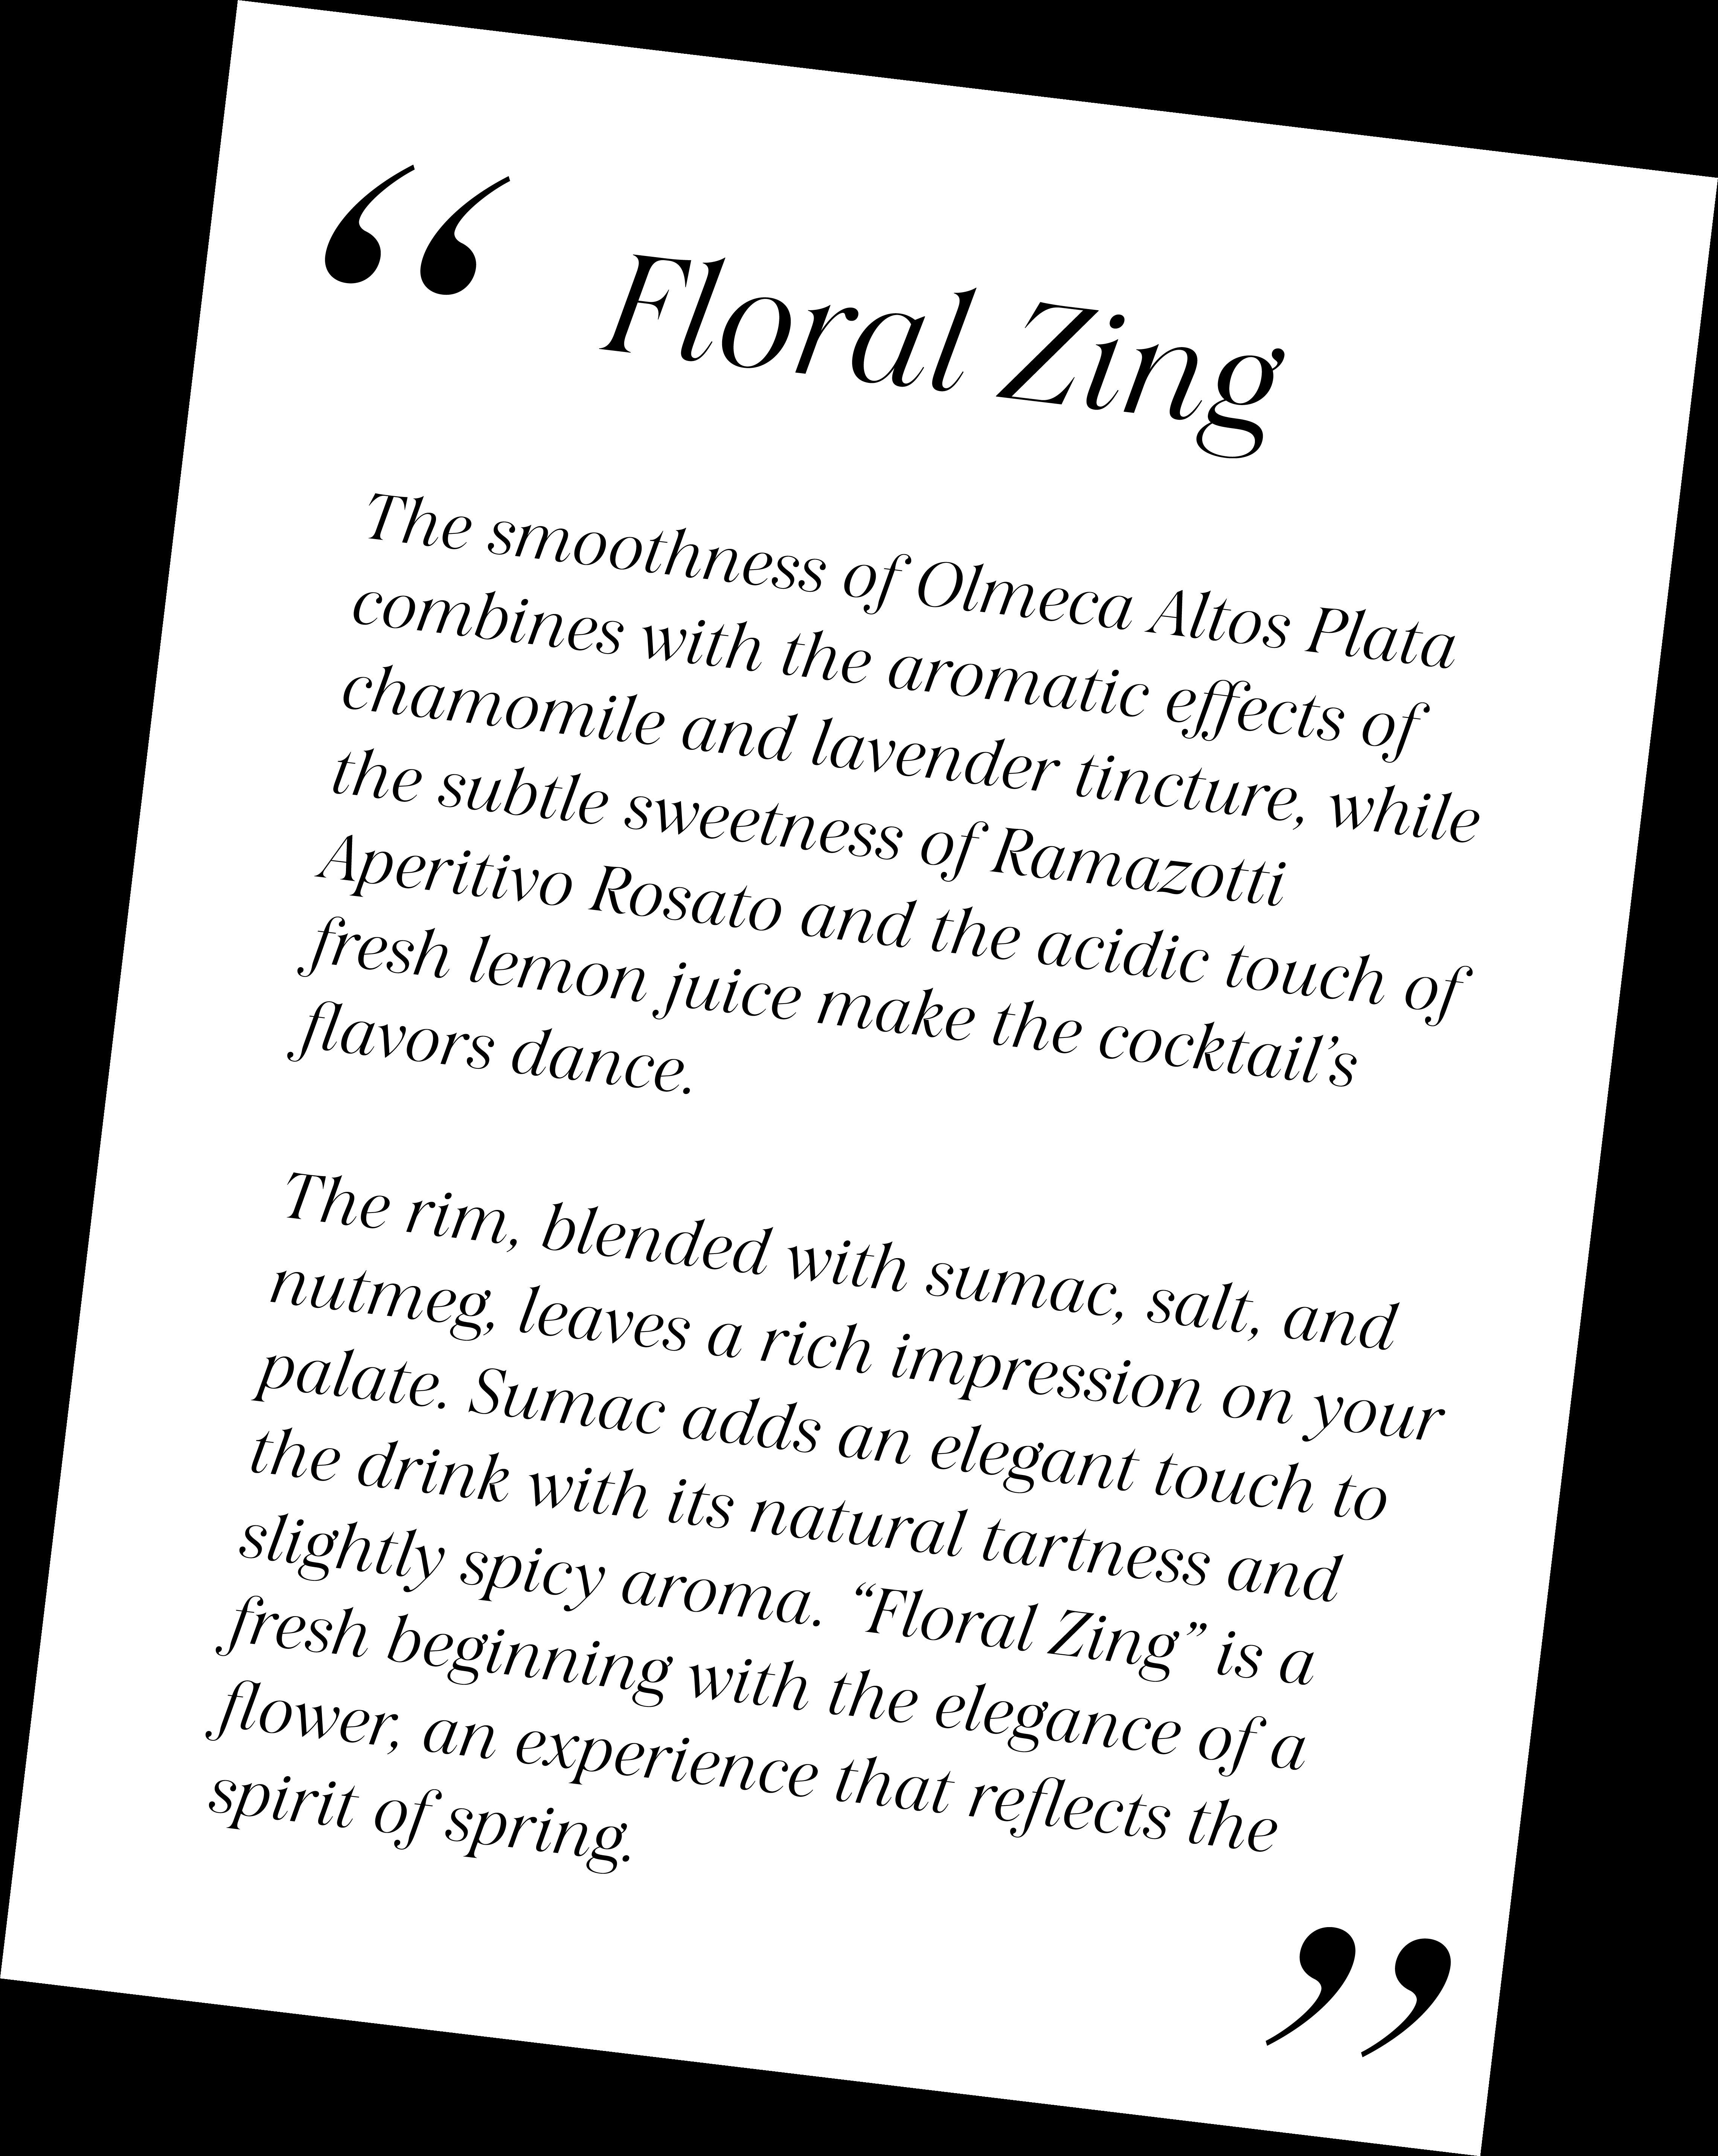 “
Floral Zing
The smoothness of Olmeca Altos Plata
combines with the aromatic effects of
chamomile and lavender tincture, while
the subtle sweetness of Ramazotti
Aperitivo Rosato and the acidic touch of
fresh lemon juice make the cocktail’s
flavors dance.
The rim, blended with sumac, salt, and
nutmeg, leaves a rich impression on your
palate. Sumac adds an elegant touch to
the drink with its natural tartness and
slightly spicy aroma. “Floral Zing” is a
fresh beginning with the elegance of a
flower, an experience that reflects the
spirit of spring.
”